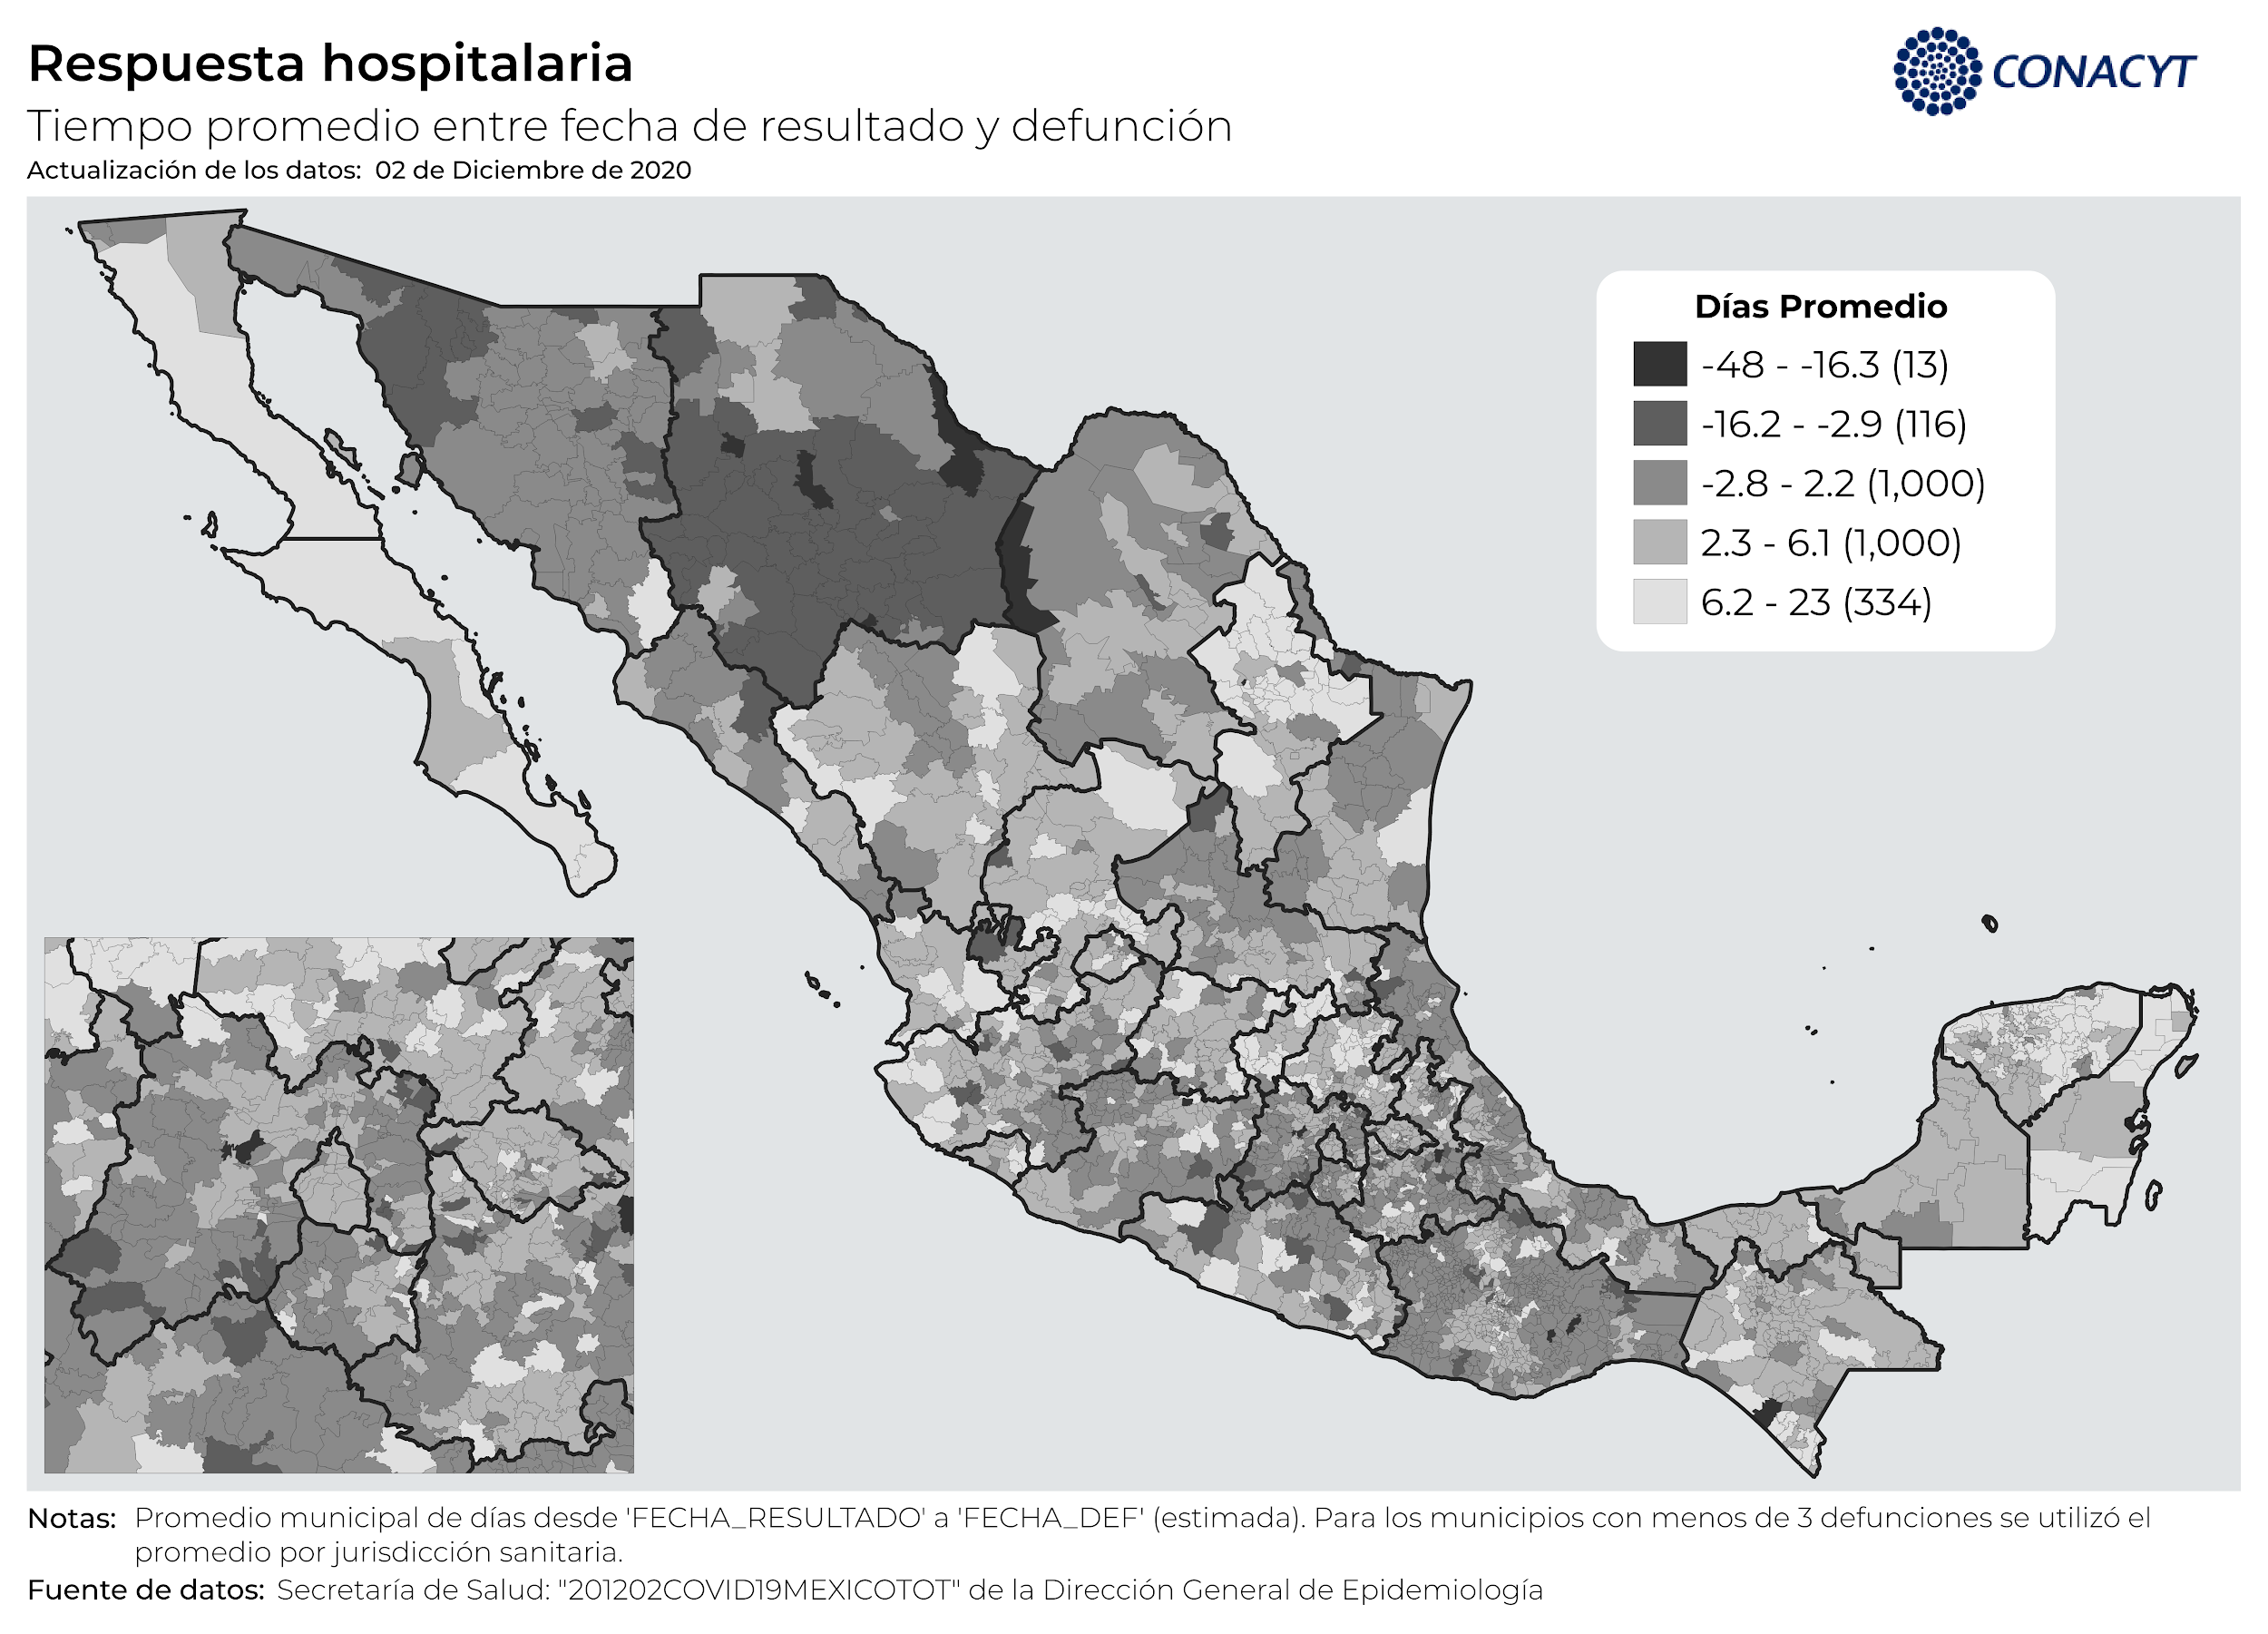 Respuesta hospitalaria
CONACYT
Tiempo promedio entre fecha de resultado y defunción
Actualización de los datos: 02 de Diciembre de 2020
Días Promedio
-48 - -16.3 (13)
-16.2 - -2.9 (116)
-2.8 - 2.2 (1,000)
2.3 - 6.1 (1,000)
6.2 - 23 (334)
Notas: Promedio municipal de días desde 'FECHA_RESULTADO' a 'FECHA_DEF' (estimada). Para los municipios con menos de 3 defunciones se utilizó el
promedio por jurisdicción sanitaria.
Fuente de datos: Secretaría de Salud: "201202COVID19MEXICOTOT" de la Dirección General de Epidemiología